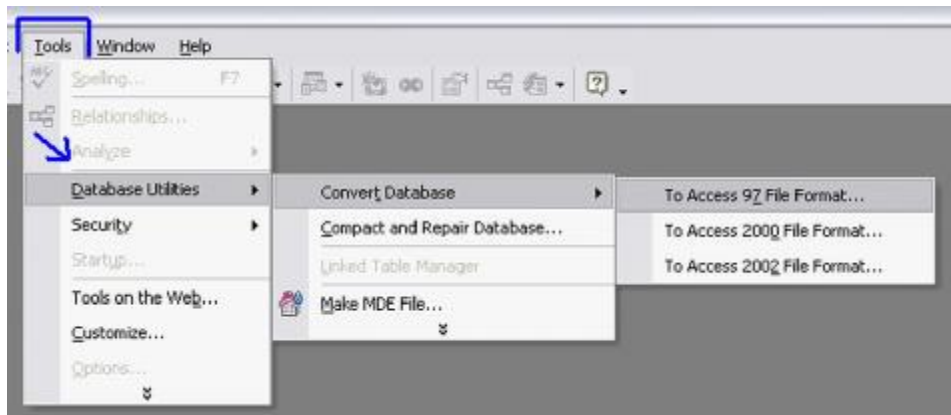 Tools Window Help
Spelling... F7
Relationships...
Analyze
Database Utilities
Security
Startup...
Tools on the Web...
Customize...
Options...
Convert Database
Compact and Repair Database...
Linked Table Manager
Make MDE File...
To Access 97 File Format...
To Access 2000 File Format...
To Access 2002 File Format...